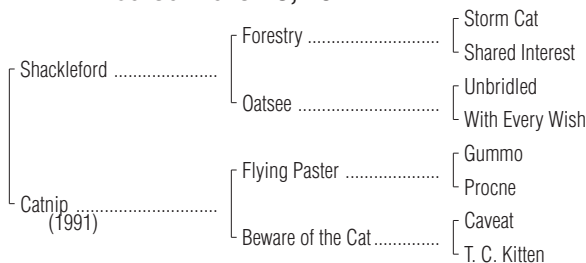 Shackleford ......................
Forestry ............................
Storm Cat
Shared Interest
Oatsee ..............................
Unbridled
With Every Wish
Catnip ..............................
(1991)
Flying Paster ....................
Gummo
Procne
Beware of the Cat..............
Caveat
T. C. Kitten